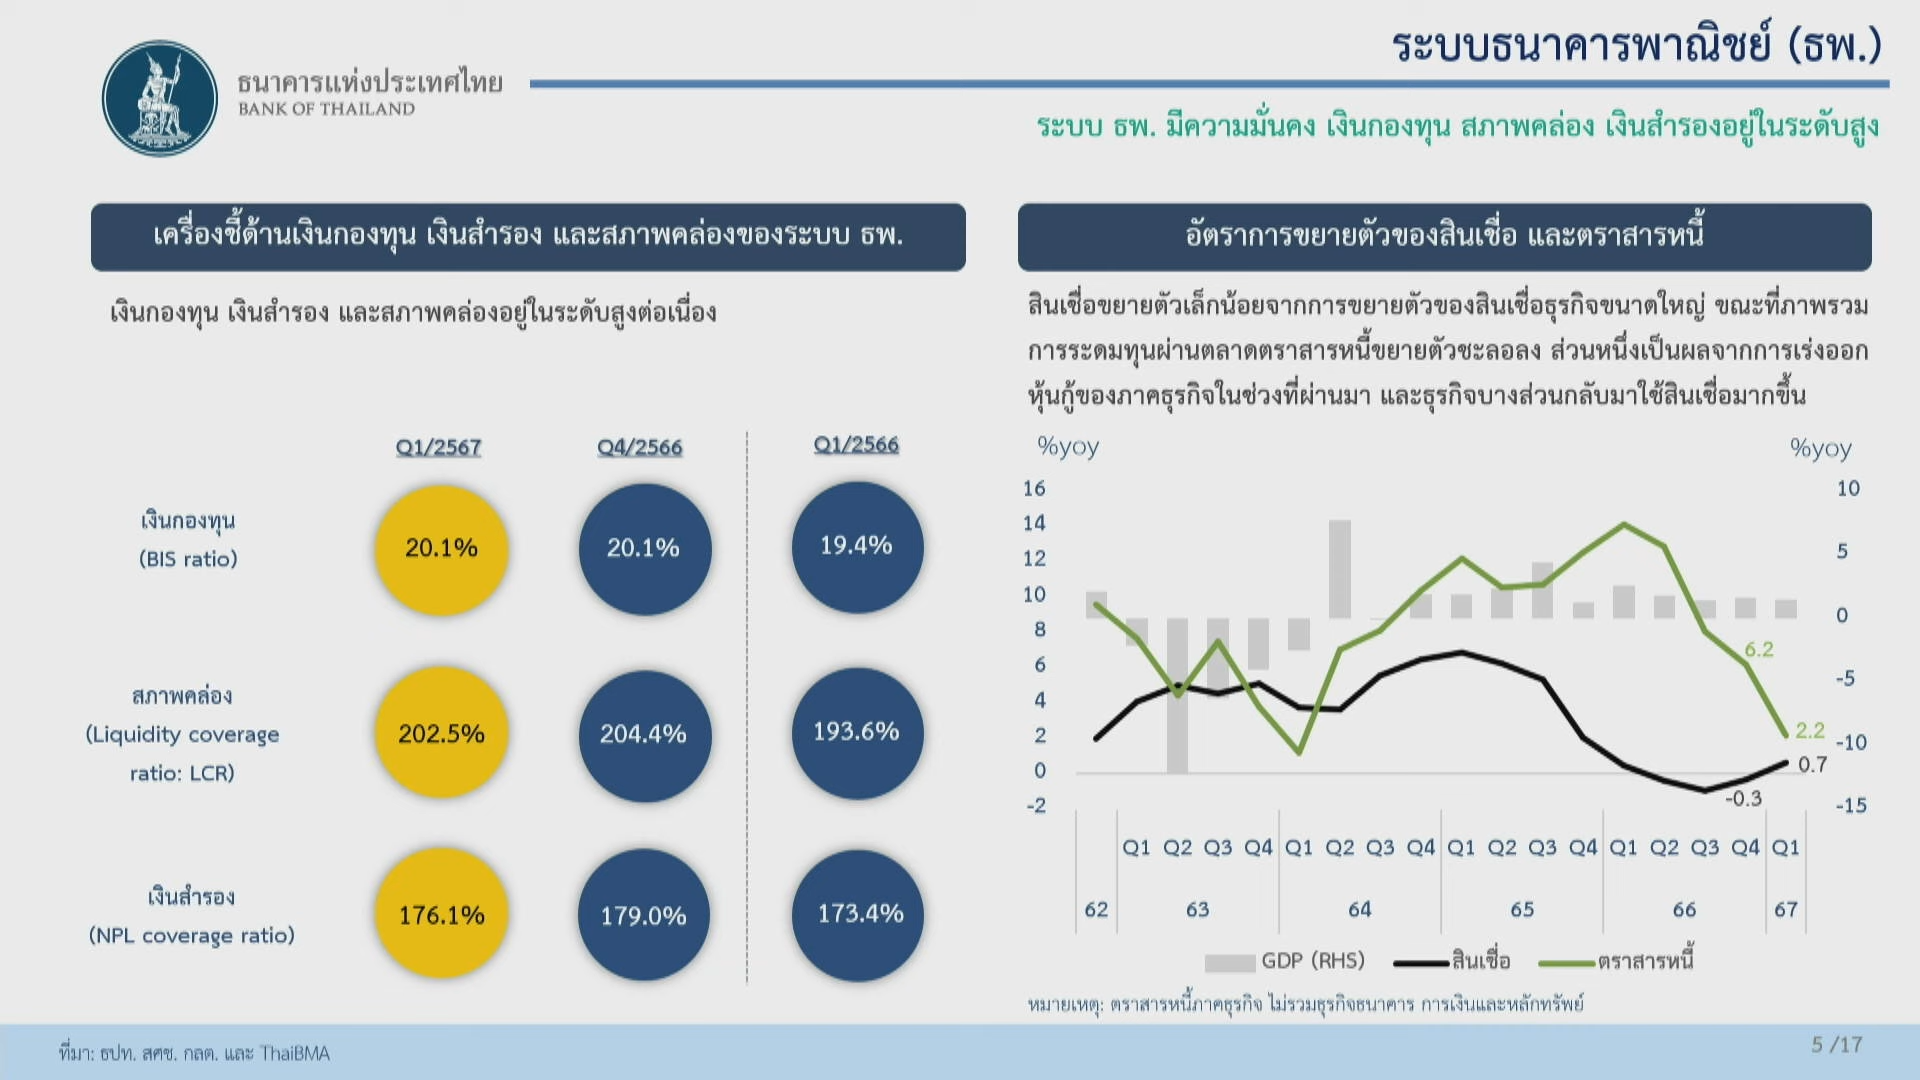 ธนาคารแห่งประเทศไทย
BANK OF THAILAND
ระบบธนาคารพาณิชย์ (ธพ.)
ระบบ ธพ. มีความมั่นคง เงินกองทุน สภาพคล่อง เงินสำรองอยู่ในระดับสูง
เครื่องชี้ด้านเงินกองทุน เงินสำรอง และสภาพคล่องของระบบ ธพ.
เงินกองทุน เงินสำรอง และสภาพคล่องอยู่ในระดับสูงต่อเนื่อง
Q1/2567 Q4/2566 Q1/2566
เงินกองทุน
(BIS ratio)
20.1% 20.1% 19.4%
สภาพคล่อง
(Liquidity coverage
ratio: LCR)
202.5% 204.4% 193.6%
เงินสำรอง
(NPL coverage ratio)
176.1% 179.0% 173.4%
อัตราการขยายตัวของสินเชื่อ และตราสารหนี้
สินเชื่อขยายตัวเล็กน้อยจากการขยายตัวของสินเชื่อธุรกิจขนาดใหญ่ ขณะที่ภาพรวม
การระดมทุนผ่านตลาดตราสารหนี้ขยายตัวชะลอลง ส่วนหนึ่งเป็นผลจากการเร่งออก
หุ้นกู้ของภาคธุรกิจในช่วงที่ผ่านมา และธุรกิจบางส่วนกลับมาใช้สินเชื่อมากขึ้น
%yoy %yoy
16 10
14
12 5
10
8 0
6 6.2
4 -5
2 2.2 -10
0 0.7
-2 -0.3 -15
Q1 Q2 Q3 Q4 Q1 Q2 Q3 Q4 Q1 Q2 Q3 Q4 Q1 Q2 Q3 Q4 Q1
62 63 64 65 66 67
GDP (RHS) สินเชื่อ ตราสารหนี้
หมายเหตุ: ตราสารหนี้ภาคธุรกิจ ไม่รวมธุรกิจธนาคาร การเงินและหลักทรัพย์
ที่มา: ธปท. สศช. กลต. และ ThaiBMA
5 /17